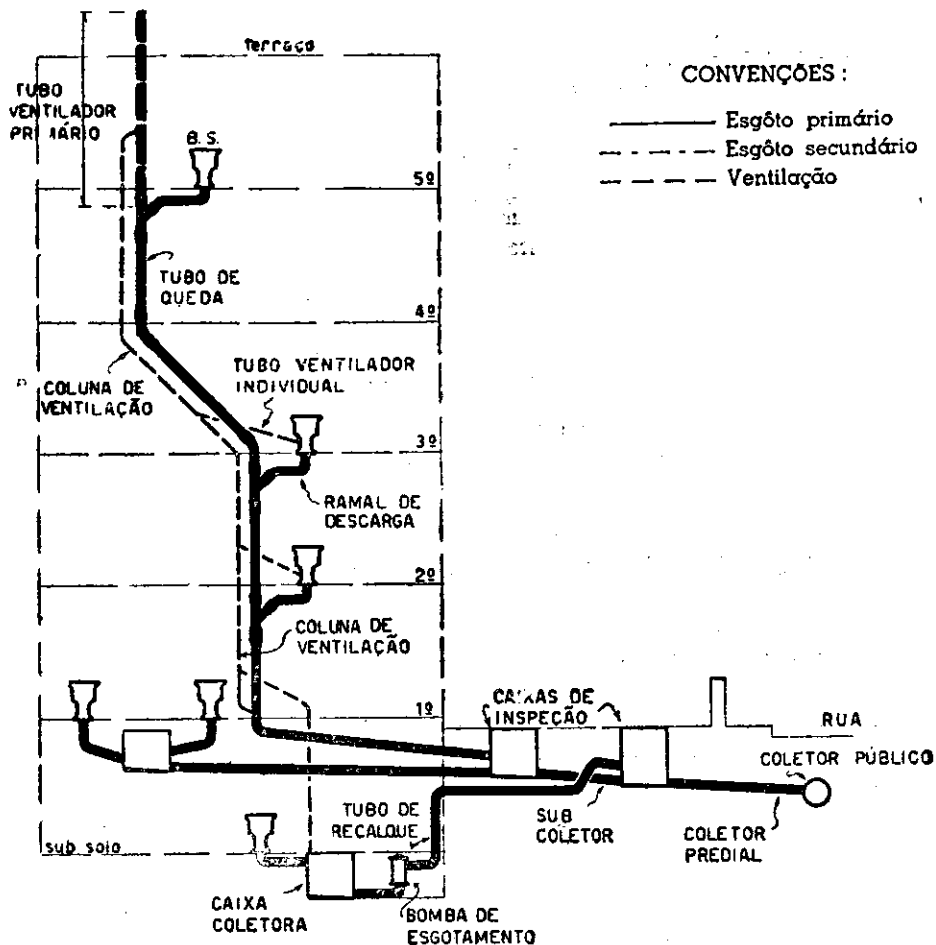 terraço
CONVENÇÕES :
Esgôto primário
Esgôto secundário
Ventilação
TUBO
VENTILADOR
PRIMÁRIO
B.S.
5º
TUBO DE
QUEDA
4º
COLUNA DE
VENTILAÇÃO
TUBO VENTILADOR
INDIVIDUAL
3º
RAMAL DE
DESCARGA
2º
COLUNA DE
VENTILAÇÃO
1º
CAIXAS DE
INSPEÇÃO
RUA
COLETOR PÚBLICO
TUBO DE
RECALQUE
SUB
COLETOR
COLETOR
PREDIAL
sub solo
CAIXA
COLETORA
BOMBA DE
ESGOTAMENTO